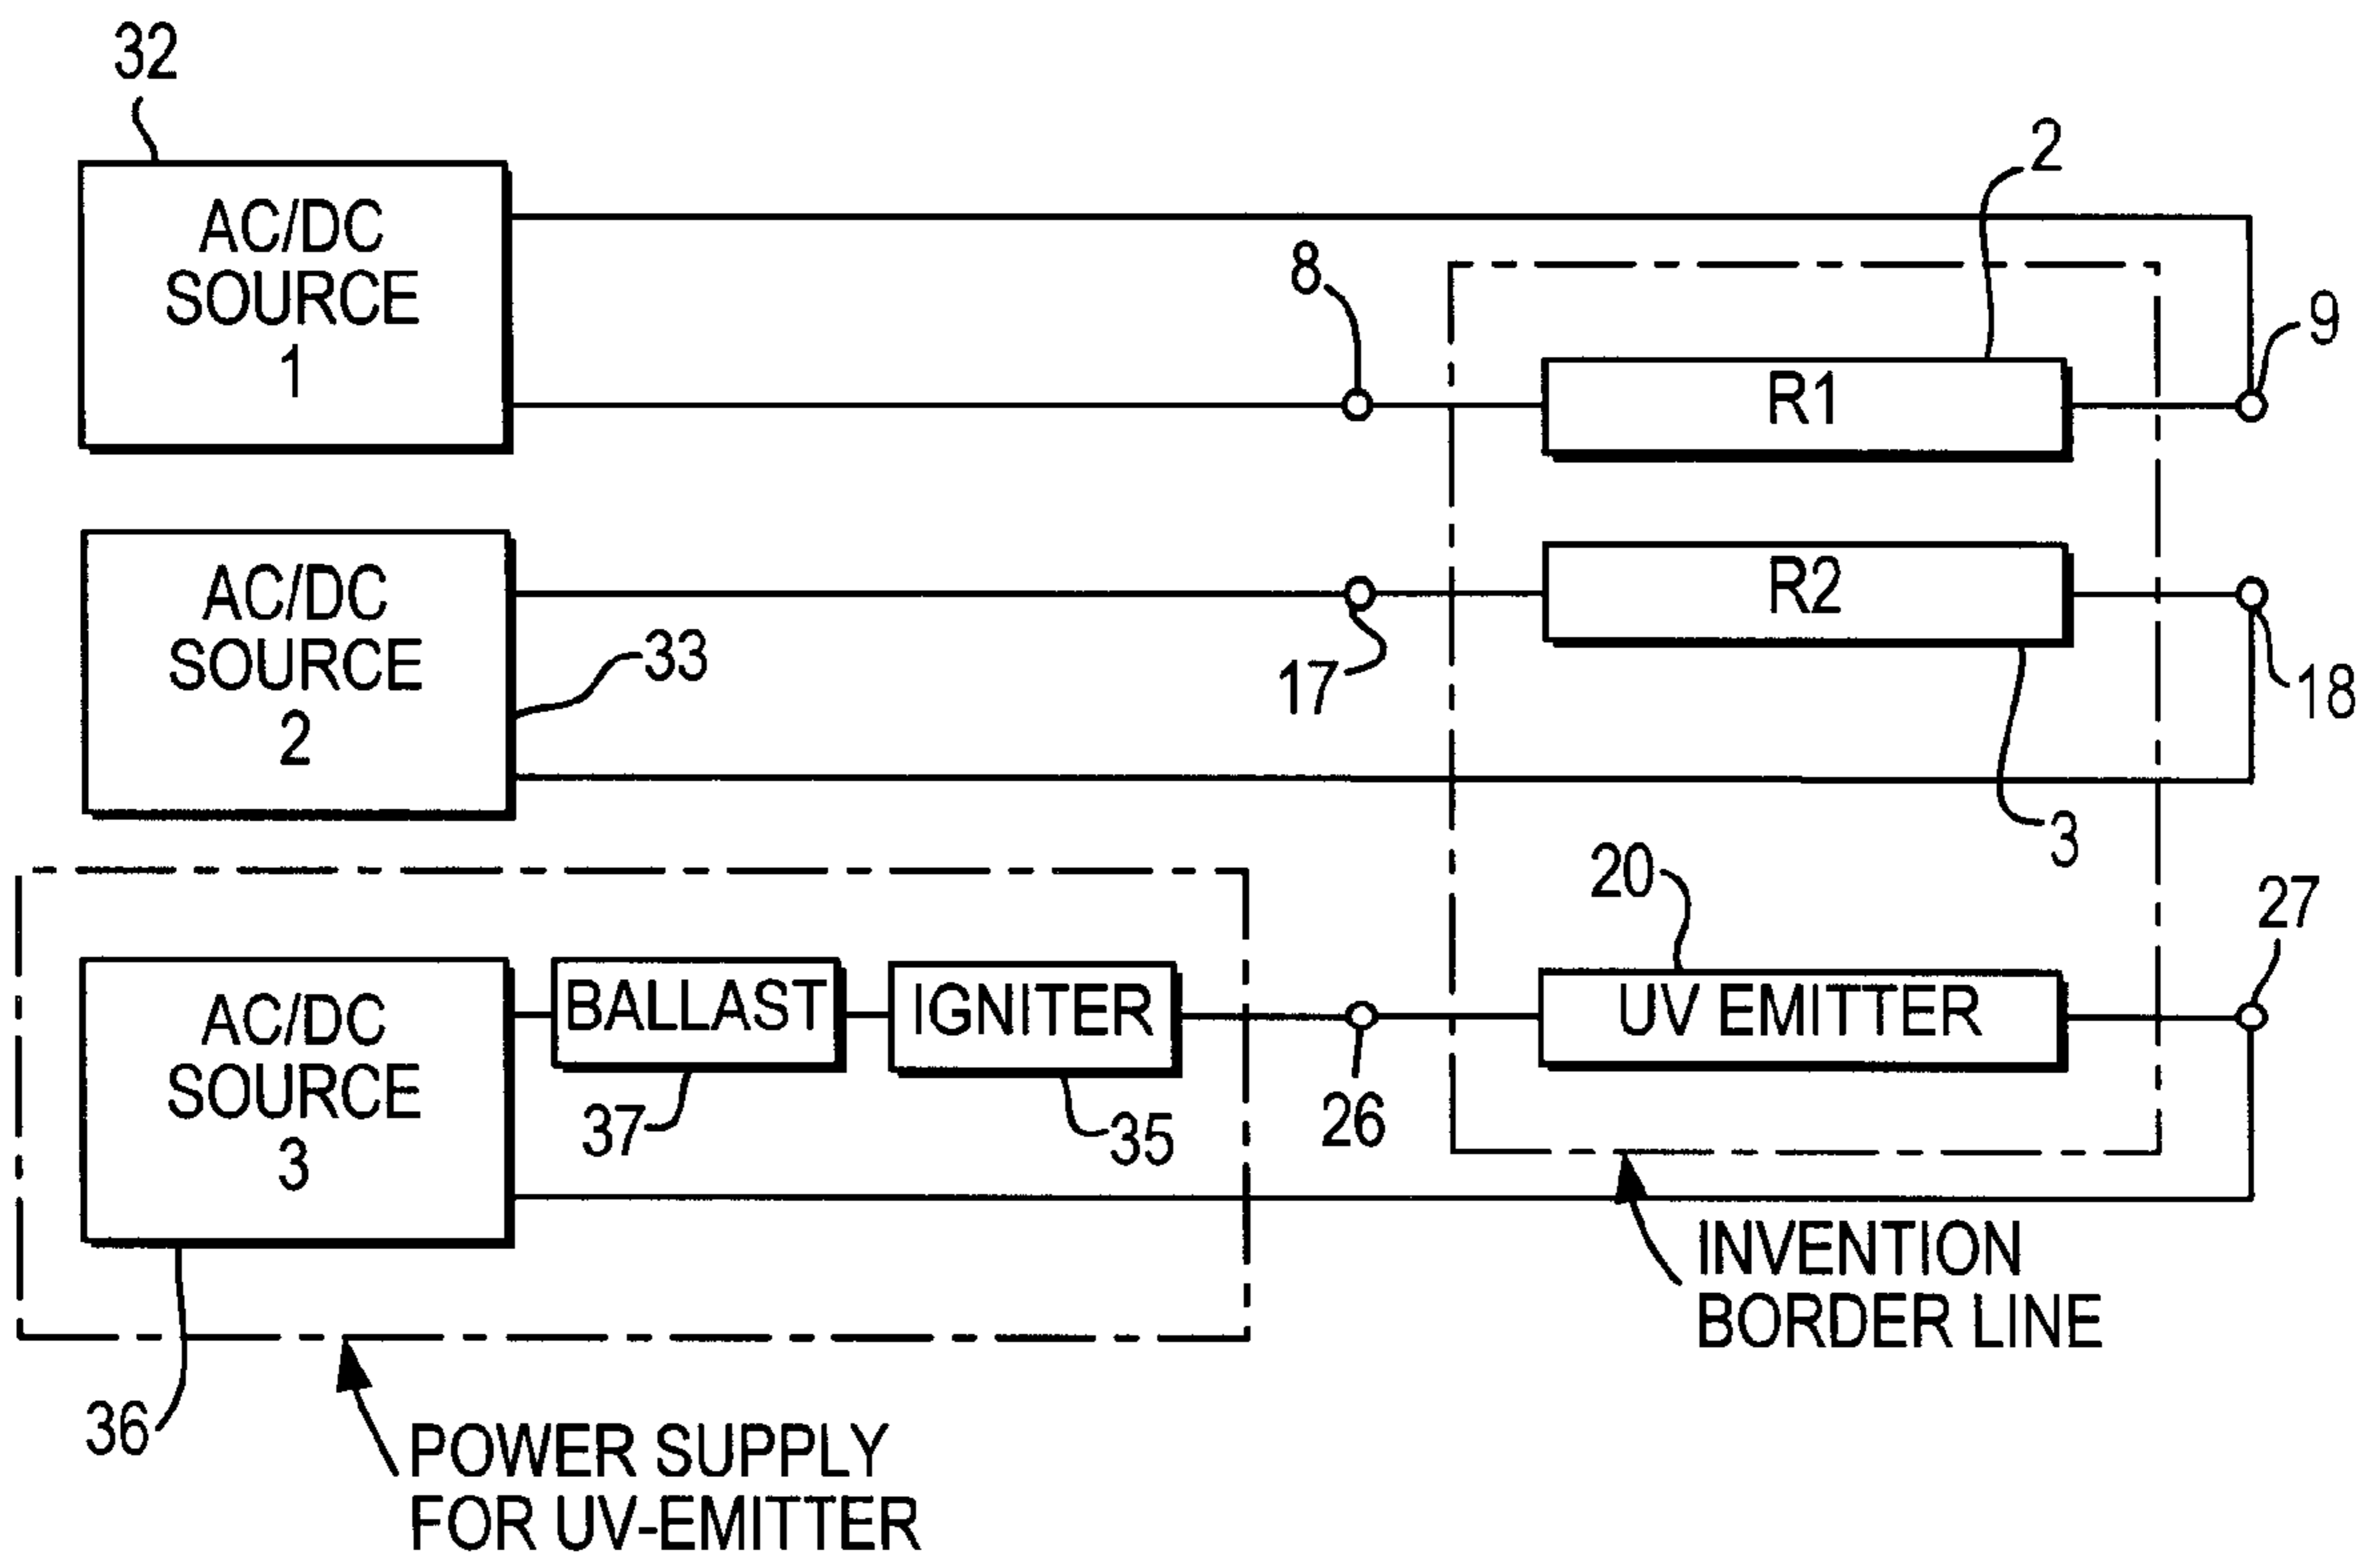 32
AC/DC
SOURCE
1
2
8
9
R1
AC/DC
SOURCE
2
33
R2
17
18
3
20
27
AC/DC
SOURCE
3
BALLAST
IGNITER
UV EMITTER
37
35
26
36
INVENTION
BORDER LINE
POWER SUPPLY
FOR UV-EMITTER